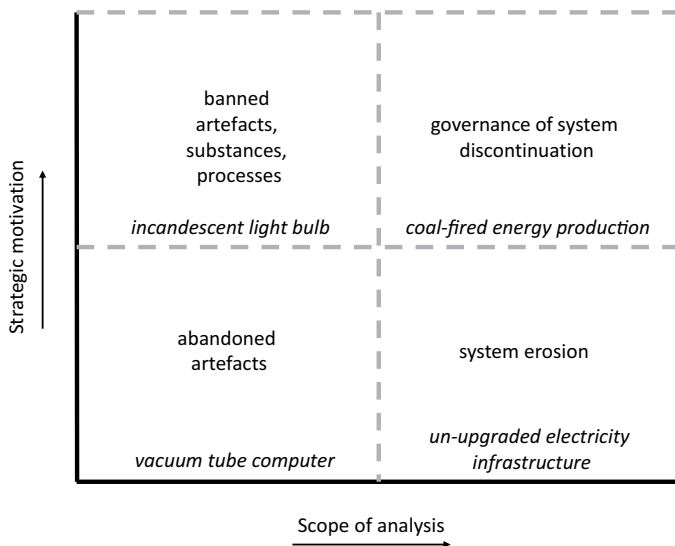 Strategic motivation
banned
artefacts,
substances,
processes
incandescent light bulb
governance of system
discontinuation
coal-fired energy production
abandoned
artefacts
vacuum tube computer
system erosion
un-upgraded electricity
infrastructure
Scope of analysis